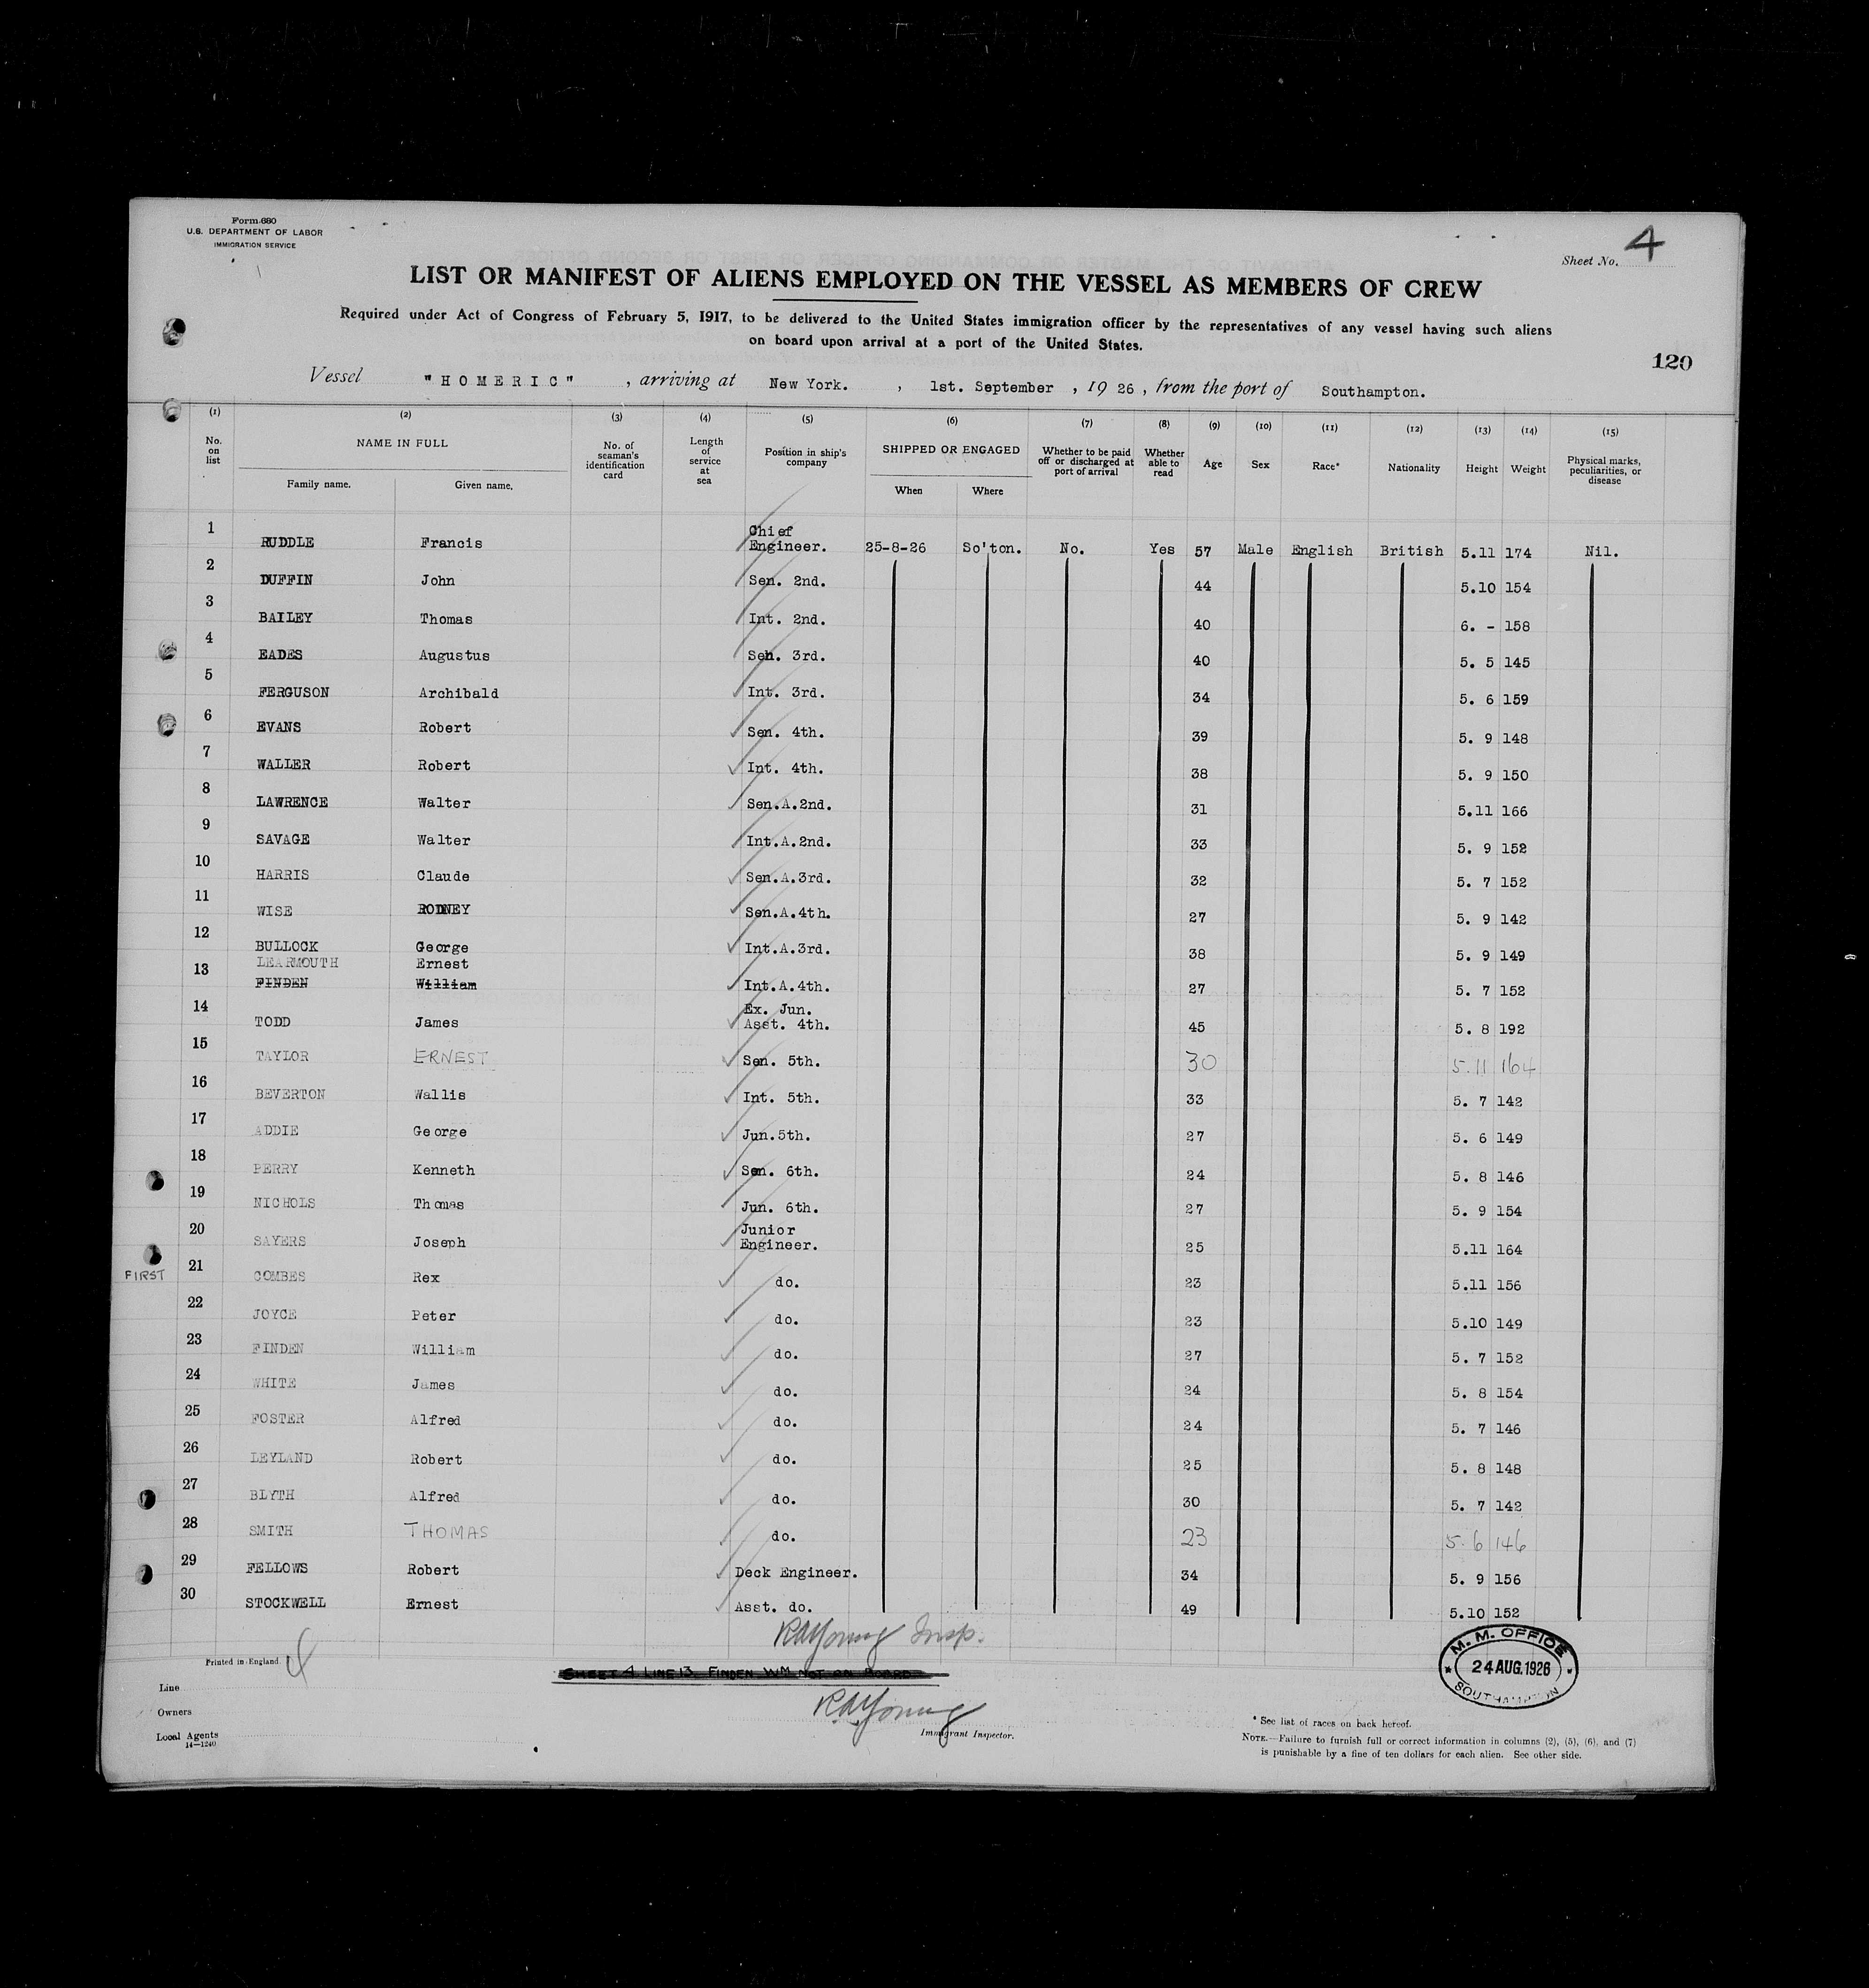 Form 680
U.S. DEPARTMENT OF LABOR
IMMIGRATION SERVICE
Sheet No. 4
LIST OR MANIFEST OF ALIENS EMPLOYED ON THE VESSEL AS MEMBERS OF CREW
Required under Act of Congress of February 5, 1917, to be delivered to the United States immigration officer by the representatives of any vessel having such aliens
on board upon arrival at a port of the United States.
120
Vessel "HOMERIC", arriving at New York. , 1st. September , 19 26 , from the port of Southampton.
(1) (2) (3) (4) (5) (6) (7) (8) (9) (10) (11) (12) (13) (14) (15)
No. on list NAME IN FULL No. of seaman's identification card Length of service at sea Position in ship's company SHIPPED OR ENGAGED Whether to be paid off or discharged at port of arrival Whether able to read Age Sex Race* Nationality Height Weight Physical marks, peculiarities, or disease
Family name. Given name. When Where
1 RUDDLE Francis Chief Engineer. 25-8-26 So'ton. No. Yes 57 Male English British 5.11 174 Nil.
2 DUFFIN John Sen. 2nd. 44 5.10 154
3 BAILEY Thomas Int. 2nd. 40 6. - 158
4 EADES Augustus Sen. 3rd. 40 5. 5 145
5 FERGUSON Archibald Int. 3rd. 34 5. 6 159
6 EVANS Robert Sen. 4th. 39 5. 9 148
7 WALLER Robert Int. 4th. 38 5. 9 150
8 LAWRENCE Walter Sen.A.2nd. 31 5.11 166
9 SAVAGE Walter Int.A.2nd. 33 5. 9 152
10 HARRIS Claude Sen.A.3rd. 32 5. 7 152
11 WISE RODNEY Sen.A.4th. 27 5. 9 142
12 BULLOCK George Int.A.3rd. 38 5. 9 149
LEARMOUTH Ernest
13 FINDEN William Int.A.4th. 27 5. 7 152
14 TODD James Ex. Jun. Asst. 4th. 45 5. 8 192
15 TAYLOR ERNEST Sen. 5th. 30 5.11 164
16 BEVERTON Wallis Int. 5th. 33 5. 7 142
17 ADDIE George Jun.5th. 27 5. 6 149
18 PERRY Kenneth Sen. 6th. 24 5. 8 146
19 NICHOLS Thomas Jun. 6th. 27 5. 9 154
20 SAYERS Joseph Junior Engineer. 25 5.11 164
FIRST 21 COMBES Rex do. 23 5.11 156
22 JOYCE Peter do. 23 5.10 149
23 FINDEN William do. 27 5. 7 152
24 WHITE James do. 24 5. 8 154
25 FOSTER Alfred do. 24 5. 7 146
26 LEYLAND Robert do. 25 5. 8 148
27 BLYTH Alfred do. 30 5. 7 142
28 SMITH THOMAS do. 23 5.6 146
29 FELLOWS Robert Deck Engineer. 34 5. 9 156
30 STOCKWELL Ernest Asst. do. 49 5.10 152
RAYoung Insp.
Printed in England. 4
SHEET 4 LINE 13. FINDEN WM NOT ON BOARD
M. M. OFFICE
24 AUG. 1926
SOUTHAMPTON
Line
Owners
RAYoung
Local Agents
Immigrant Inspector.
14-1240
* See list of races on back hereof.
NOTE.—Failure to furnish full or correct information in columns (2), (5), (6), and (7)
is punishable by a fine of ten dollars for each alien. See other side.